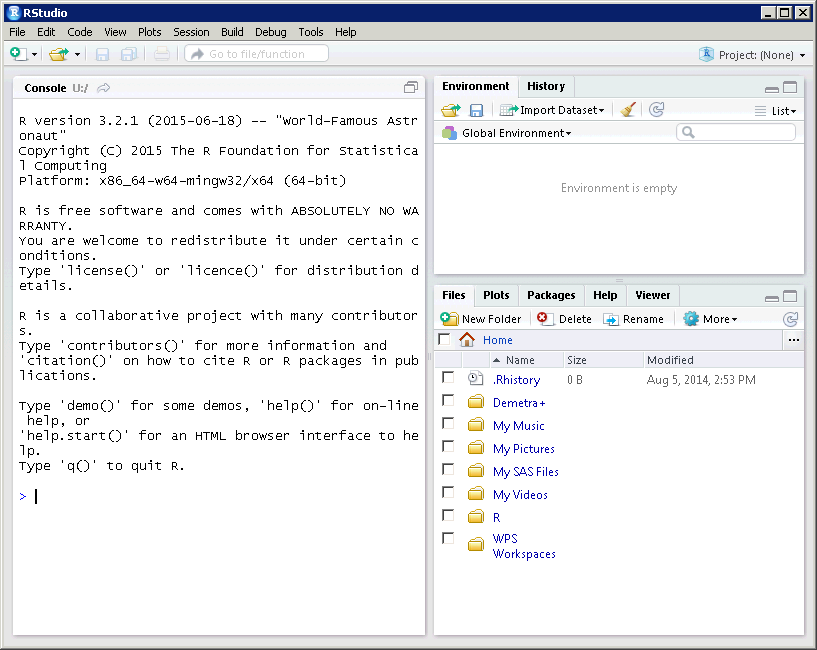 RStudio
File Edit Code View Plots Session Build Debug Tools Help
Go to file/function
Project: (None)
Console U:/
R version 3.2.1 (2015-06-18) -- "World-Famous Astr
onaut"
Copyright (C) 2015 The R Foundation for Statistica
l Computing
Platform: x86_64-w64-mingw32/x64 (64-bit)
R is free software and comes with ABSOLUTELY NO WA
RRANTY.
You are welcome to redistribute it under certain c
onditions.
Type 'license()' or 'licence()' for distribution d
etails.
R is a collaborative project with many contributor
s.
Type 'contributors()' for more information and
'citation()' on how to cite R or R packages in pub
lications.
Type 'demo()' for some demos, 'help()' for on-line
help, or
'help.start()' for an HTML browser interface to he
lp.
Type 'q()' to quit R.
>
Environment History
Import Dataset
List
Global Environment
Environment is empty
Files Plots Packages Help Viewer
New Folder Delete Rename More
Home ...
Name Size Modified
.Rhistory 0 B Aug 5, 2014, 2:53 PM
Demetra+
My Music
My Pictures
My SAS Files
My Videos
R
WPS
Workspaces